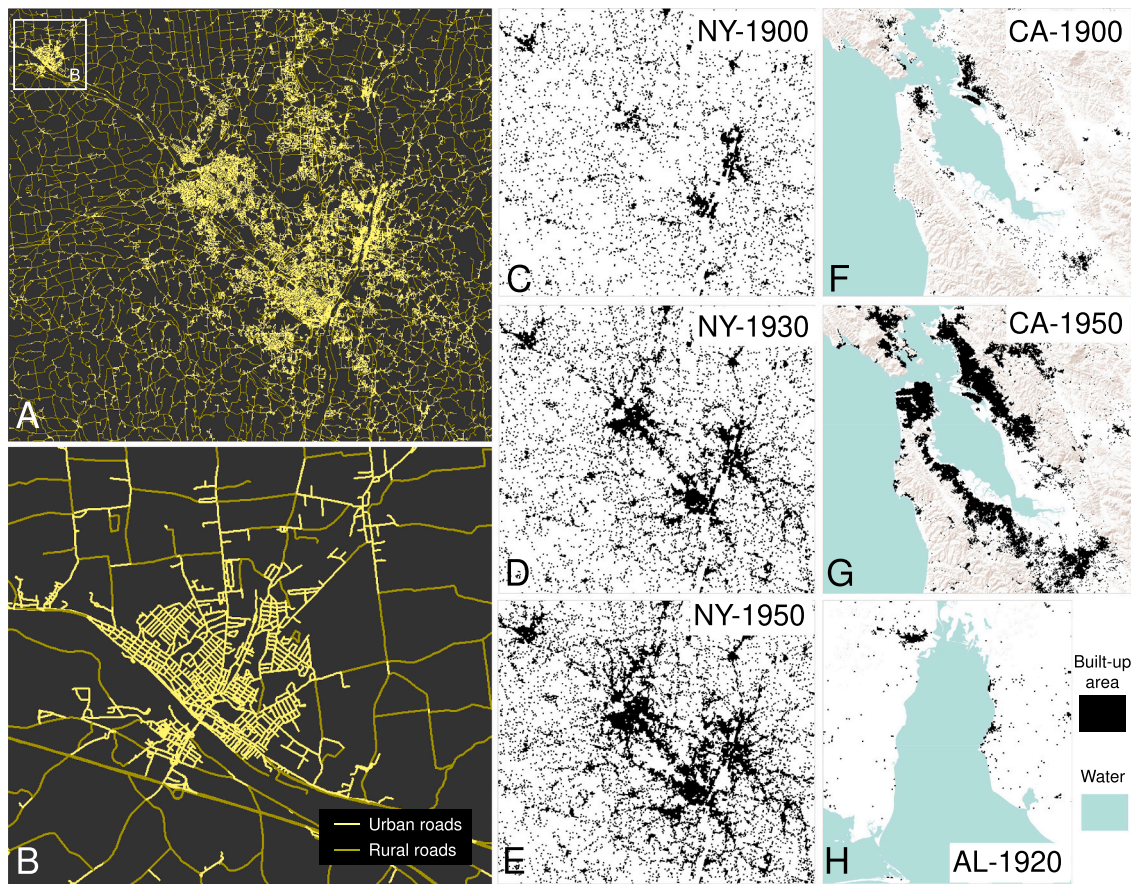 B
A
B
Urban roads
Rural roads
NY-1900
C
NY-1930
D
NY-1950
E
CA-1900
F
CA-1950
G
H
AL-1920
Built-up
area
Water